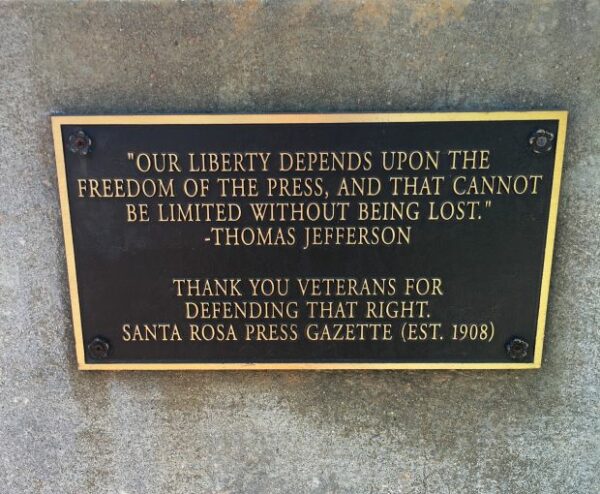 "OUR LIBERTY DEPENDS UPON THE
FREEDOM OF THE PRESS, AND THAT CANNOT
BE LIMITED WITHOUT BEING LOST."
-THOMAS JEFFERSON
THANK YOU VETERANS FOR
DEFENDING THAT RIGHT.
SANTA ROSA PRESS GAZETTE (EST. 1908)